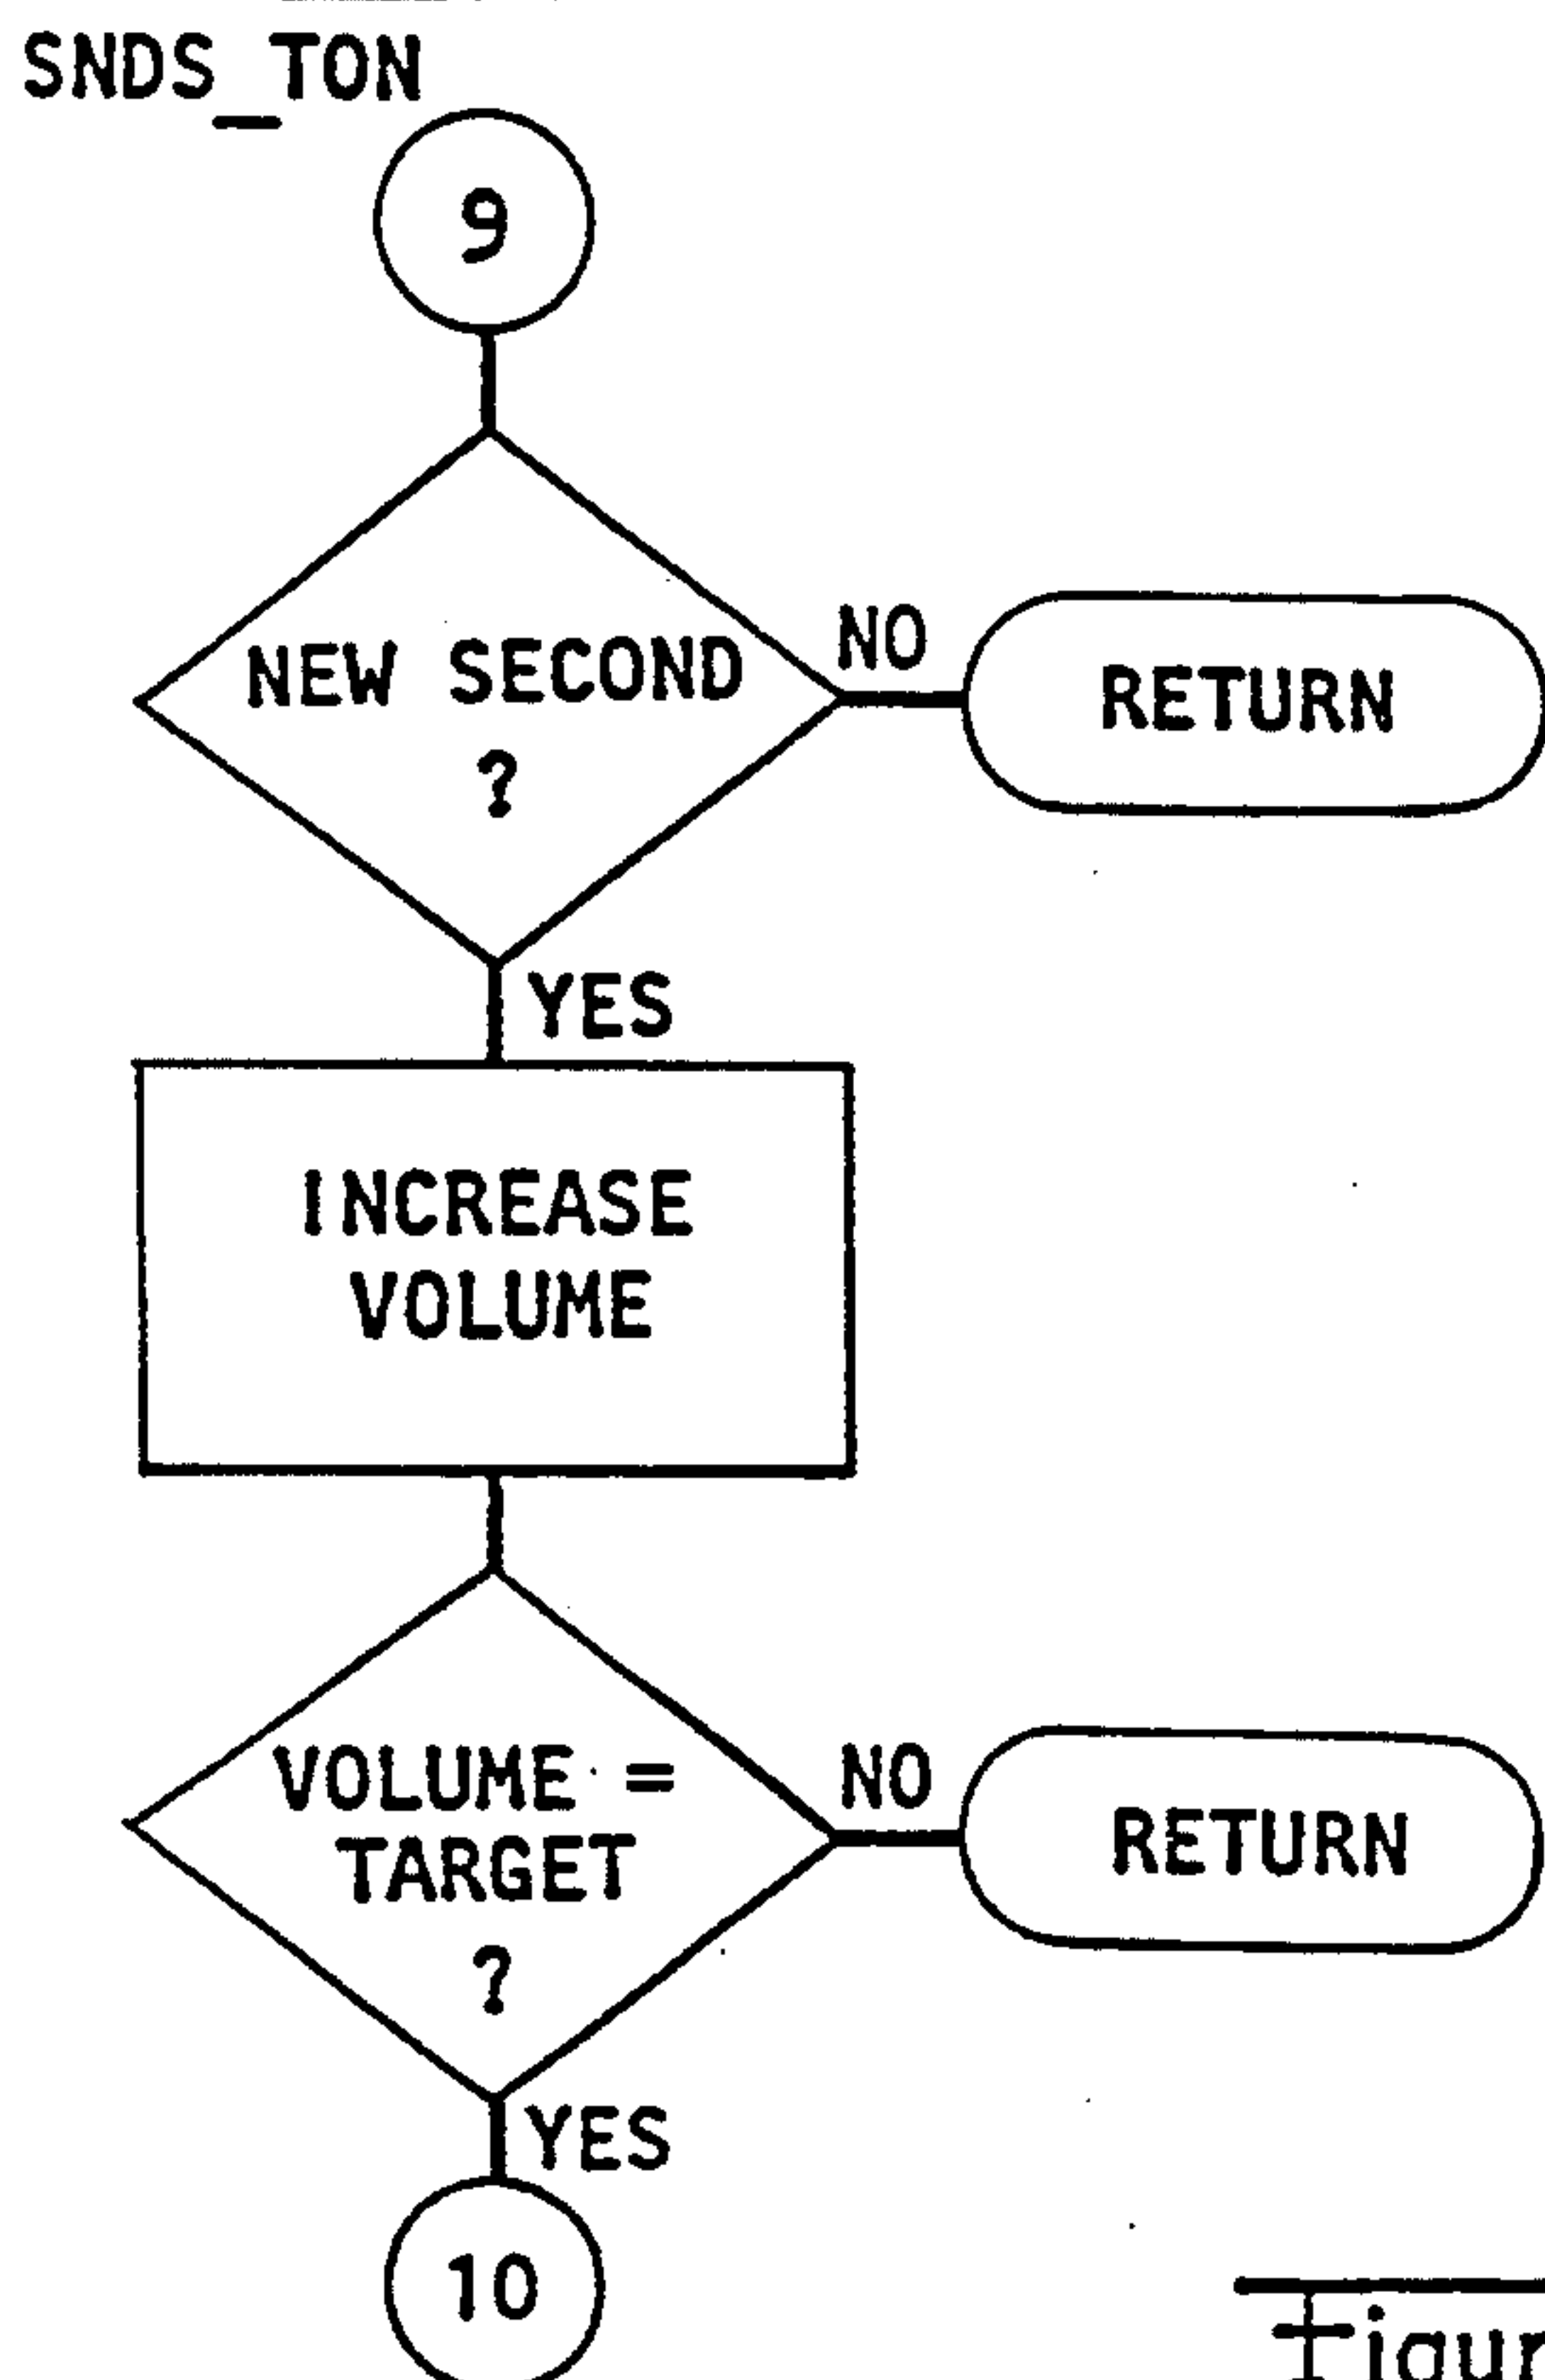 SNDS_TON
9
NEW SECOND
?
NO
RETURN
YES
INCREASE
VOLUME
VOLUME =
TARGET
?
NO
RETURN
YES
10